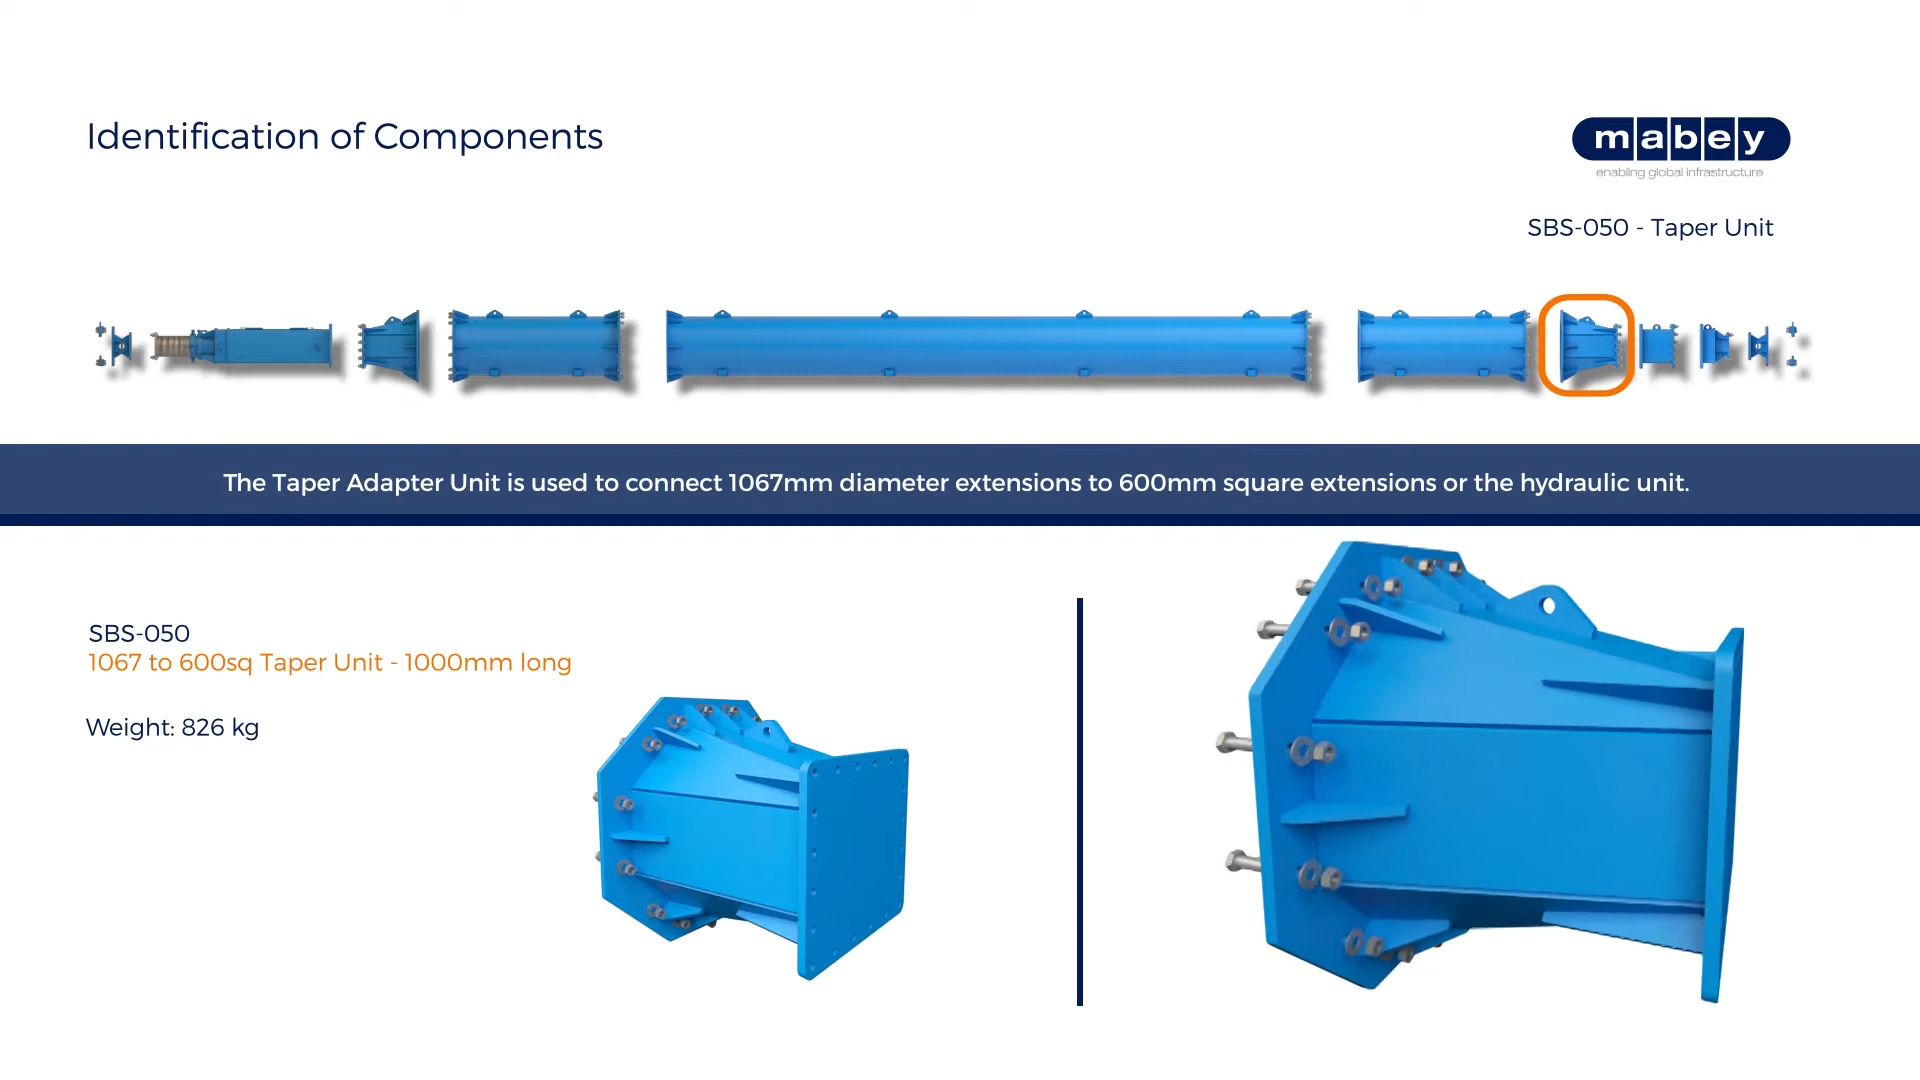 Identification of Components
mabey
enabling global infrastructure
SBS-050 - Taper Unit
The Taper Adapter Unit is used to connect 1067mm diameter extensions to 600mm square extensions or the hydraulic unit.
SBS-050
1067 to 600sq Taper Unit - 1000mm long
Weight: 826 kg